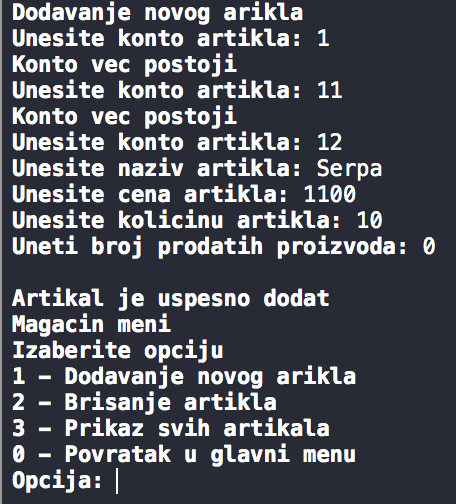 Dodavanje novog arikla
Unesite konto artikla: 1
Konto vec postoji
Unesite konto artikla: 11
Konto vec postoji
Unesite konto artikla: 12
Unesite naziv artikla: Serpa
Unesite cena artikla: 1100
Unesite kolicinu artikla: 10
Uneti broj prodatih proizvoda: 0
Artikal je uspesno dodat
Magacin meni
Izaberite opciju
1 - Dodavanje novog arikla
2 - Brisanje artikla
3 - Prikaz svih artikala
0 - Povratak u glavni menu
Opcija: